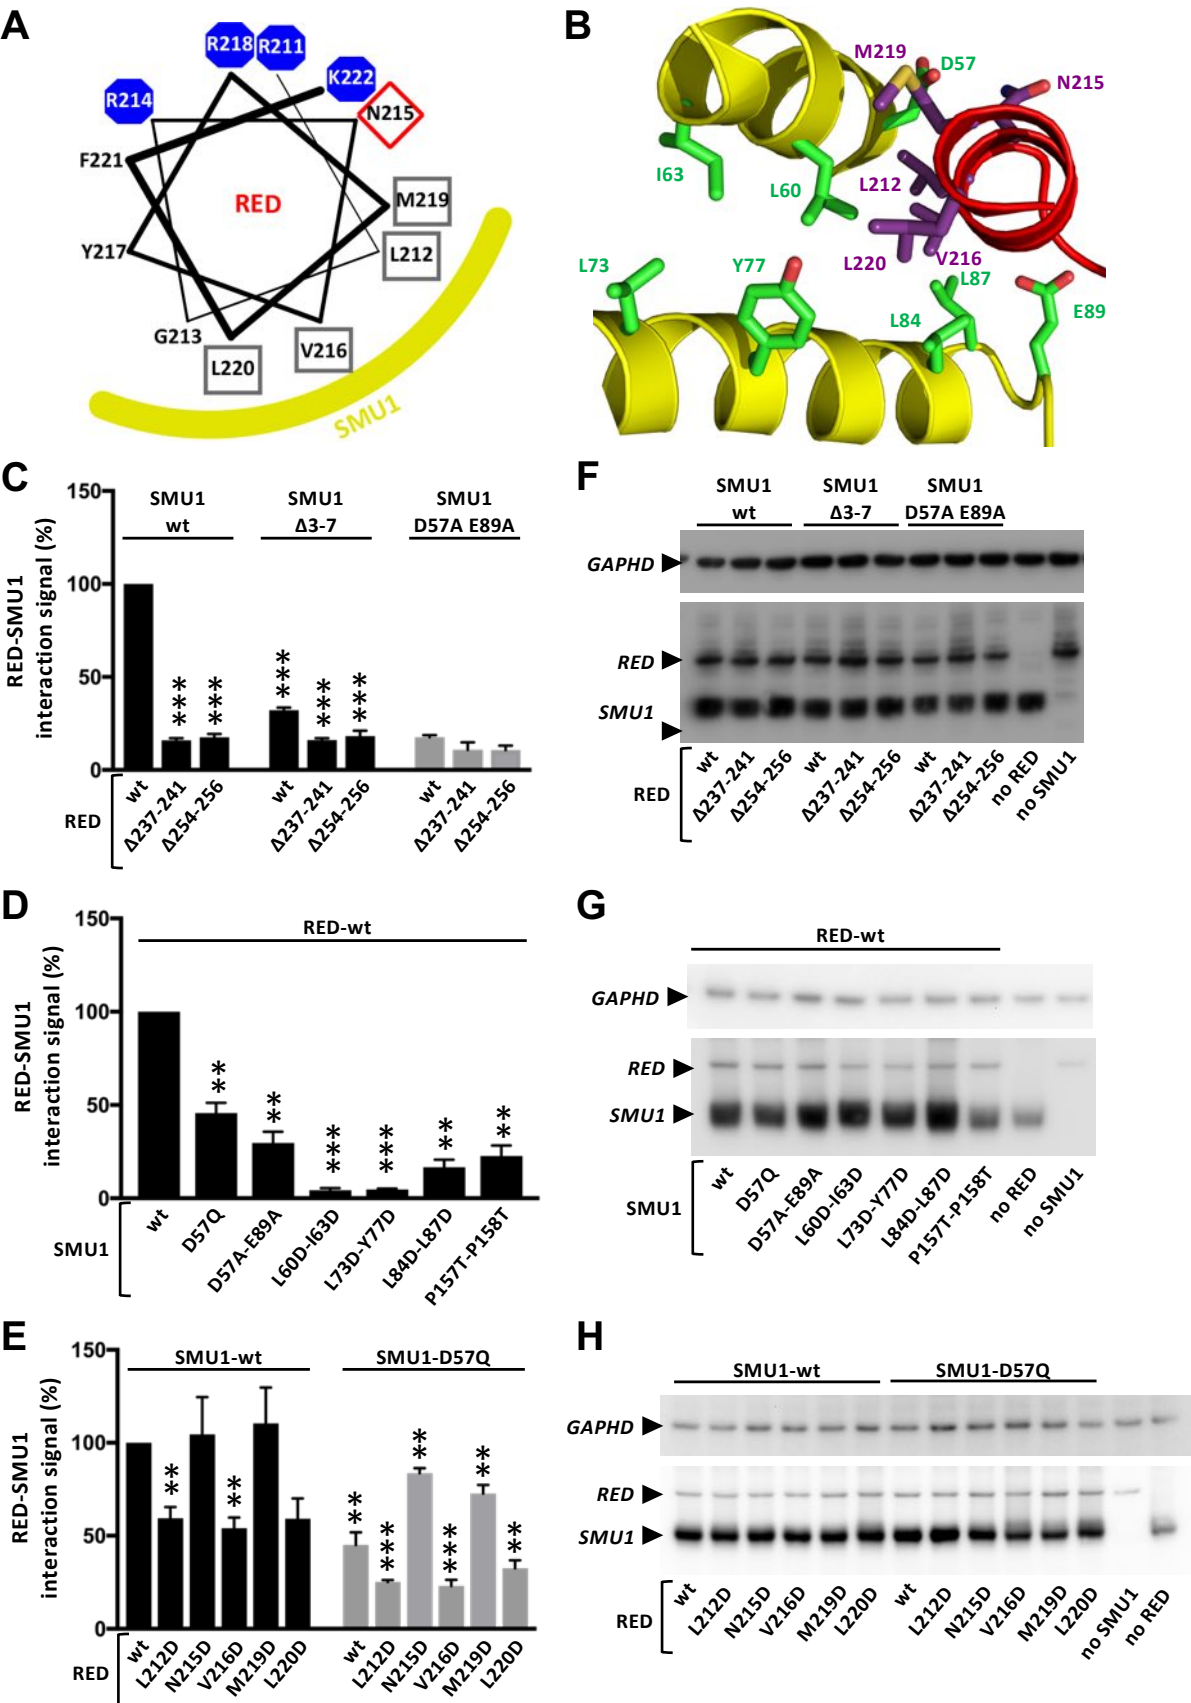 A
R218
R211
K222
R214
N215
F221
RED
M219
Y217
L212
G213
V216
L220
SMU1
B
M219
D57
N215
I63
L60
L212
L73
Y77
L220
V216
L87
L84
E89
C
RED-SMU1
interaction signal (%)
150
100
50
0
SMU1
wt
SMU1
Δ3-7
SMU1
D57A E89A
***
***
***
***
***
RED
wt
Δ237-241
Δ254-256
wt
Δ237-241
Δ254-256
wt
Δ237-241
Δ254-256
F
SMU1
wt
SMU1
Δ3-7
SMU1
D57A E89A
GAPHD
RED
SMU1
RED
wt
Δ237-241
Δ254-256
wt
Δ237-241
Δ254-256
wt
Δ237-241
Δ254-256
no RED
no SMU1
D
RED-SMU1
interaction signal (%)
150
100
50
0
RED-wt
**
**
***
***
**
**
SMU1
wt
D57Q
D57A-E89A
L60D-I63D
L73D-Y77D
L84D-L87D
P157T-P158T
G
RED-wt
GAPHD
RED
SMU1
SMU1
wt
D57Q
D57A-E89A
L60D-I63D
L73D-Y77D
L84D-L87D
P157T-P158T
no RED
no SMU1
E
RED-SMU1
interaction signal (%)
150
100
50
0
SMU1-wt
SMU1-D57Q
**
**
**
***
**
***
**
**
RED
wt
L212D
N215D
V216D
M219D
L220D
wt
L212D
N215D
V216D
M219D
L220D
H
SMU1-wt
SMU1-D57Q
GAPHD
RED
SMU1
RED
wt
L212D
N215D
V216D
M219D
L220D
wt
L212D
N215D
V216D
M219D
L220D
no SMU1
no RED